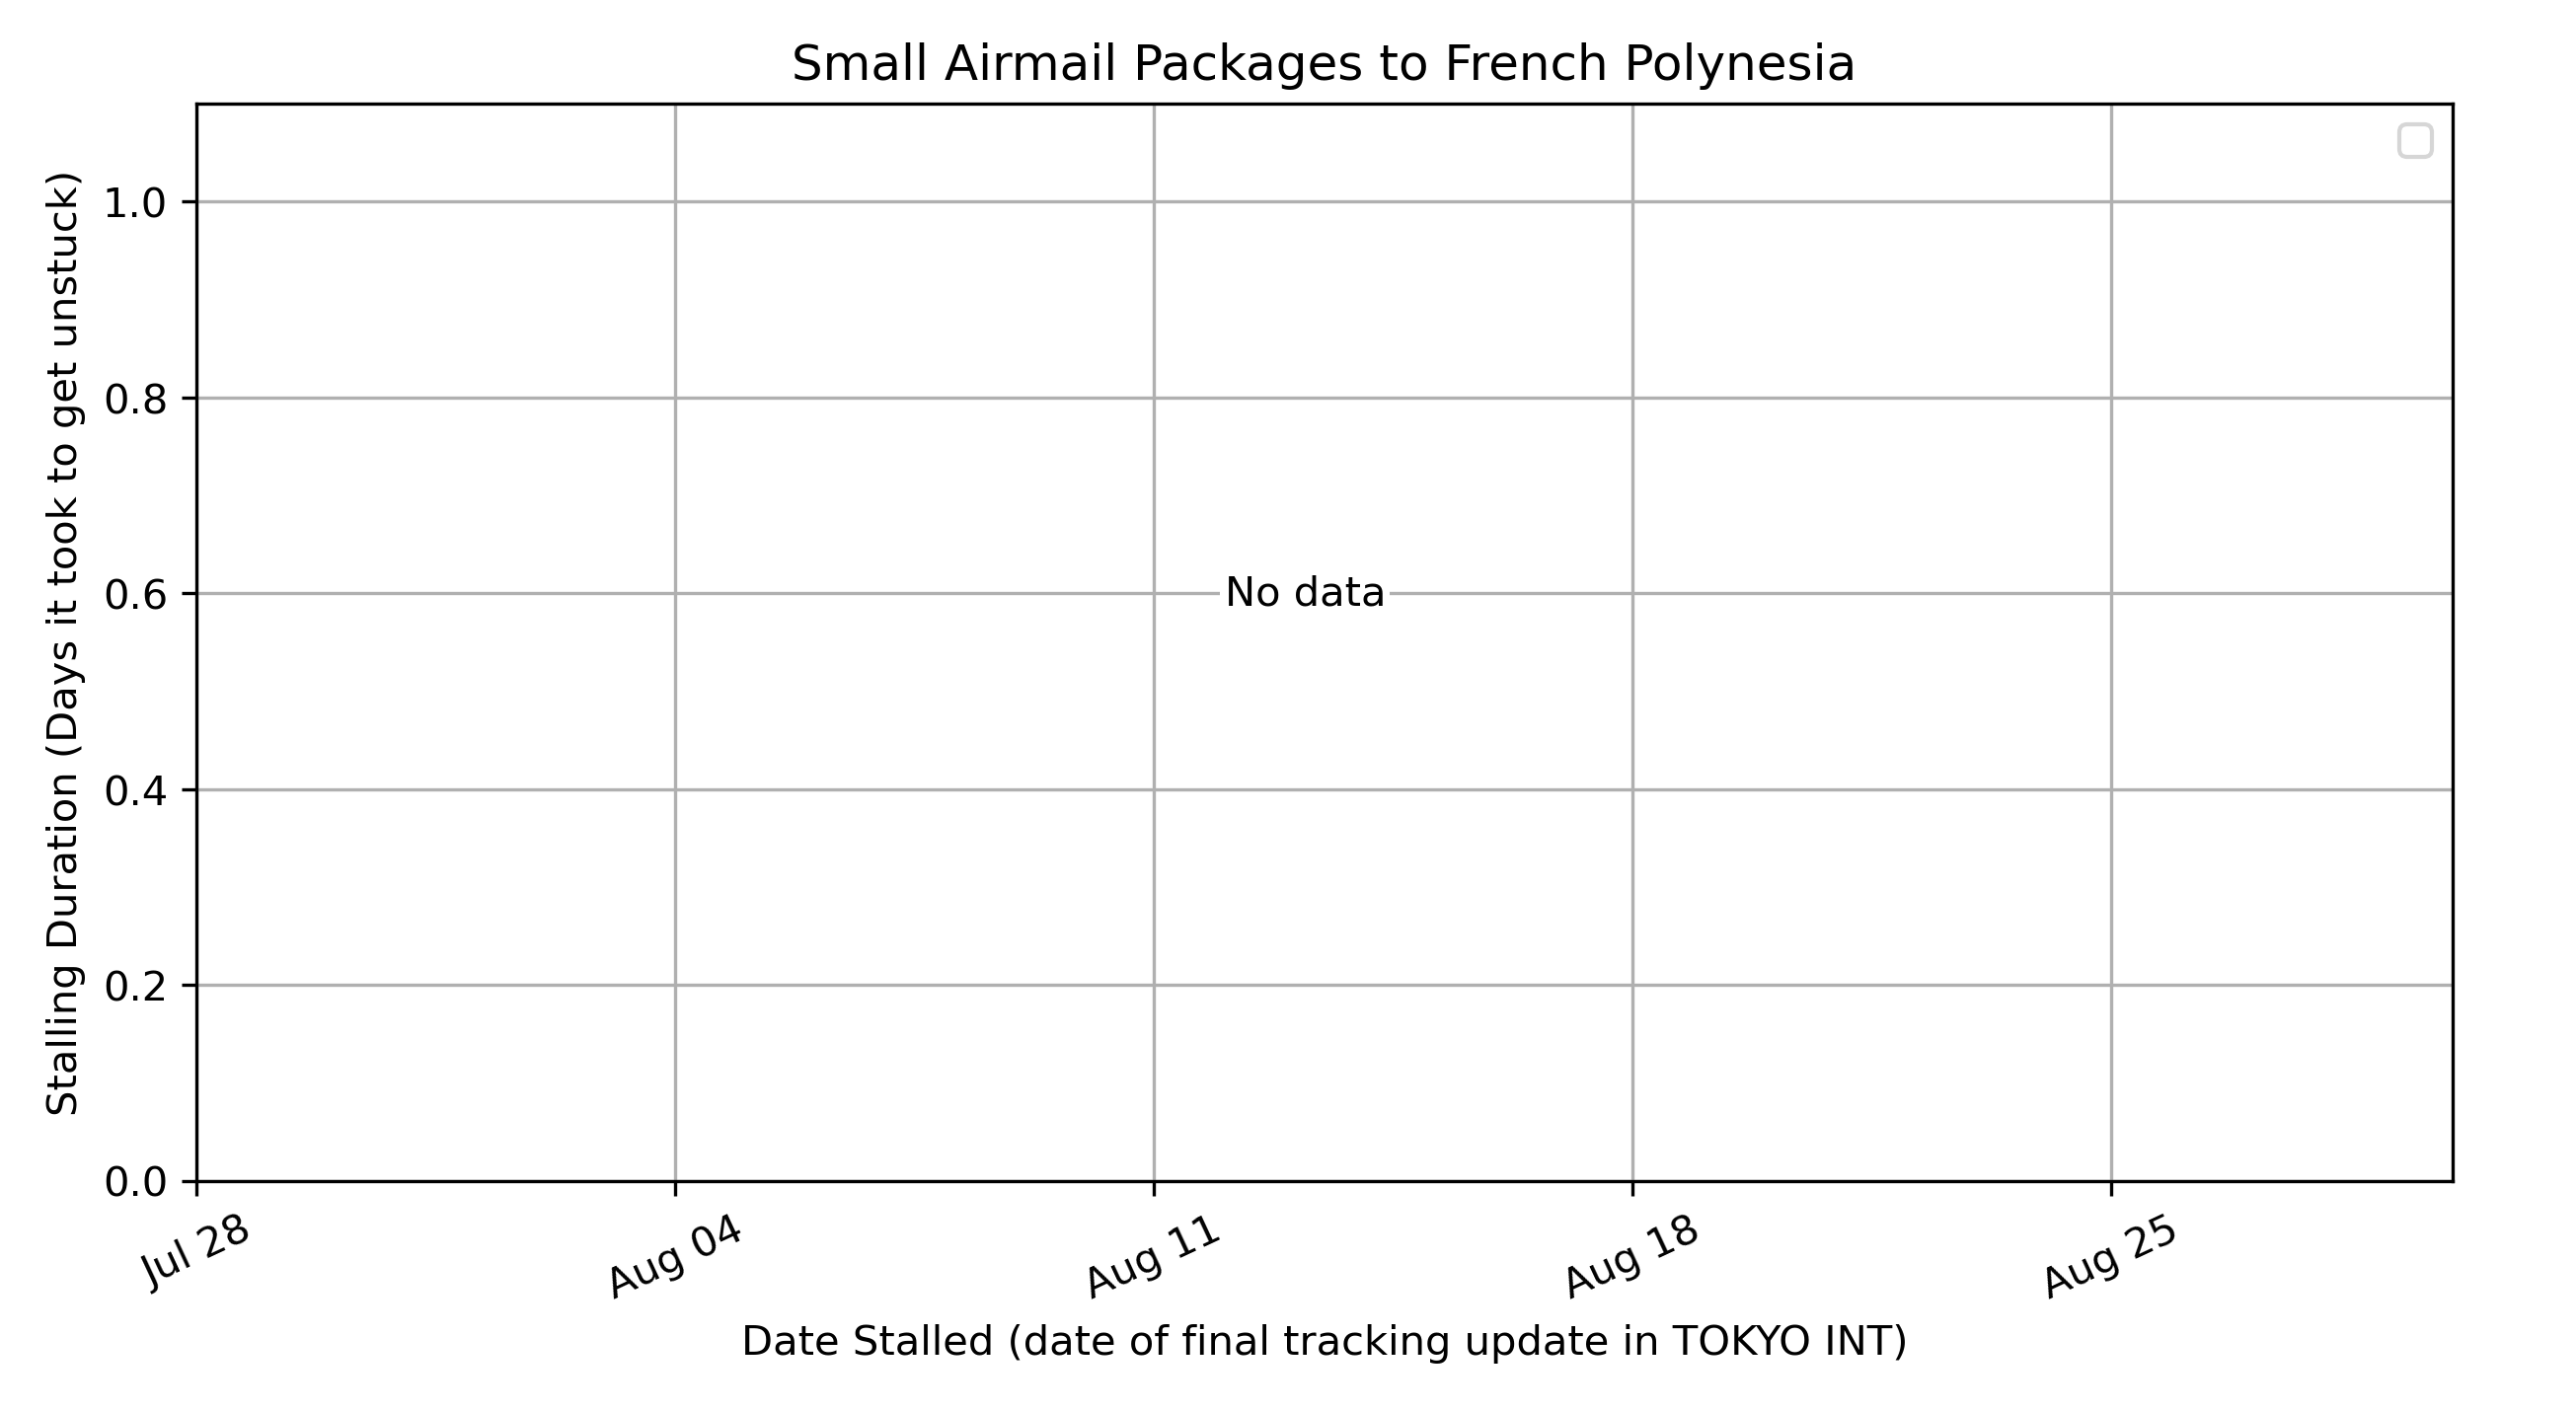 Small Airmail Packages to French Polynesia
Stalling Duration (Days it took to get unstuck)
1.0
0.8
0.6
0.4
0.2
0.0
No data
Jul 28
Aug 04
Aug 11
Aug 18
Aug 25
Date Stalled (date of final tracking update in TOKYO INT)